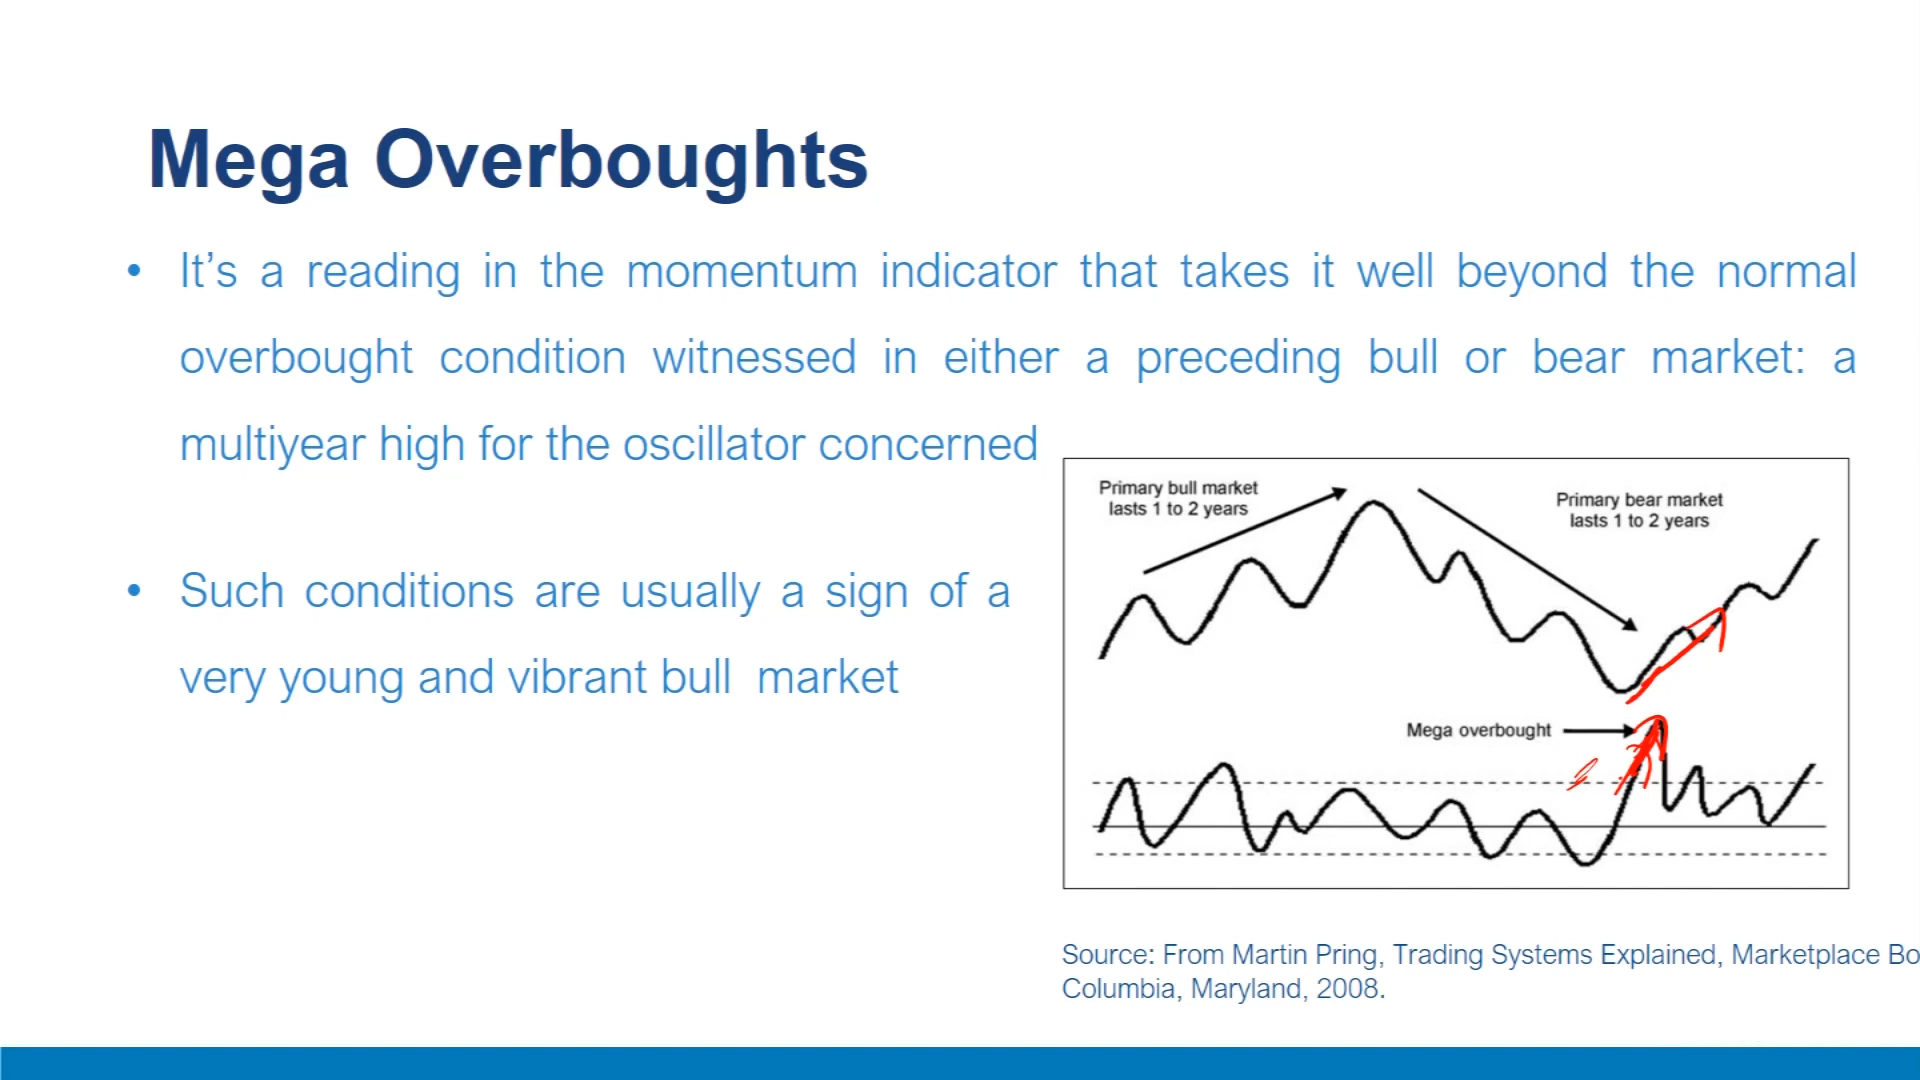 Mega Overboughts
• It’s a reading in the momentum indicator that takes it well beyond the normal
overbought condition witnessed in either a preceding bull or bear market: a
multiyear high for the oscillator concerned
• Such conditions are usually a sign of a
very young and vibrant bull market
Primary bull market
lasts 1 to 2 years
Primary bear market
lasts 1 to 2 years
Mega overbought
Source: From Martin Pring, Trading Systems Explained, Marketplace Bo
Columbia, Maryland, 2008.